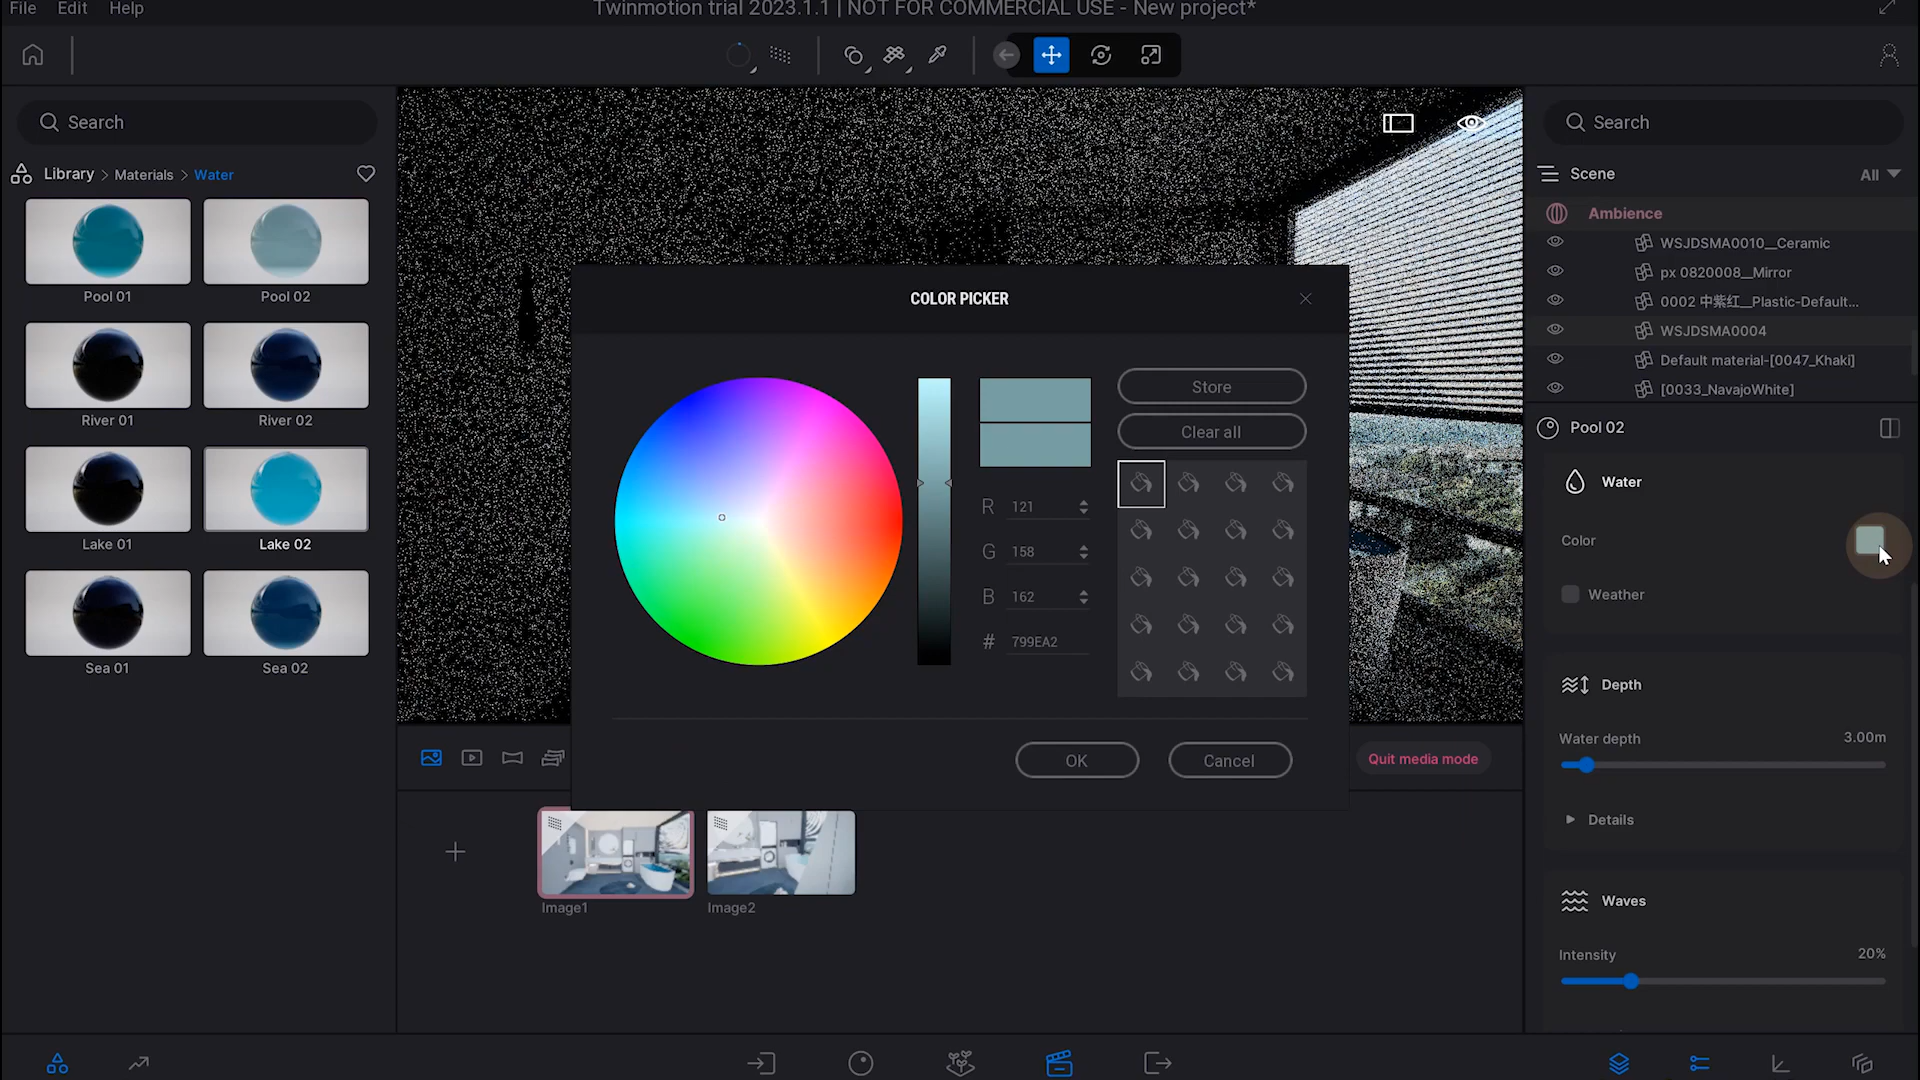 File Edit Help
Twinmotion trial 2023.1.1 | NOT FOR COMMERCIAL USE - New project*
Search
Library > Materials > Water
Pool 01
Pool 02
River 01
River 02
Lake 01
Lake 02
Sea 01
Sea 02
COLOR PICKER
Store
Clear all
R 121
G 158
B 162
# 799EA2
OK
Cancel
Quit media mode
Image1
Image2
Search
Scene
All
Ambience
WSJDSMA0010__Ceramic
px 0820008__Mirror
0002 中紫红__Plastic-Default...
WSJDSMA0004
Default material-[0047_Khaki]
[0033_NavajoWhite]
Pool 02
Water
Color
Weather
Depth
Water depth 3.00m
Details
Waves
Intensity 20%